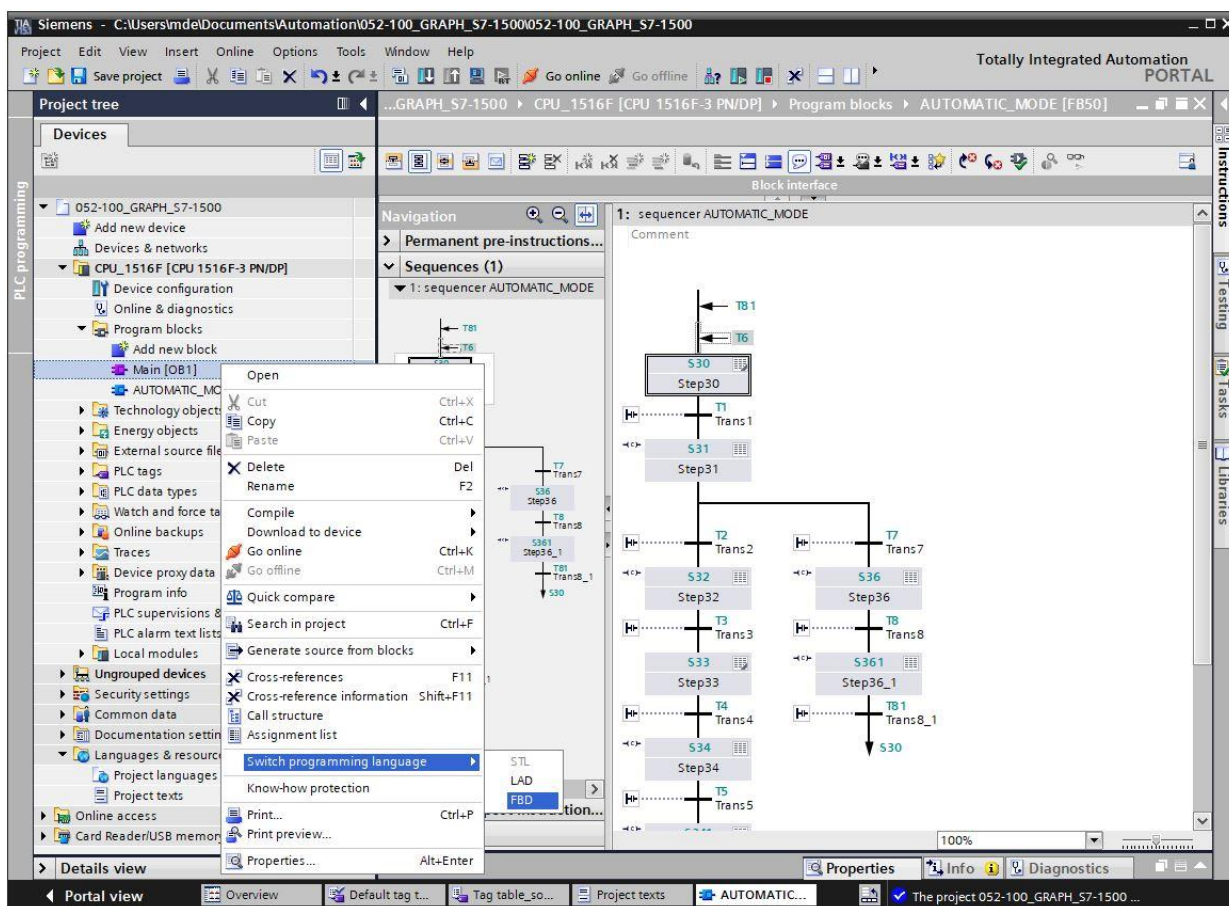 Siemens - C:\Users\mde\Documents\Automation\052-100_GRAPH_S7-1500\052-100_GRAPH_S7-1500
Project Edit View Insert Online Options Tools Window Help
Totally Integrated Automation
PORTAL
Save project
Go online
Go offline
Project tree
...GRAPH_S7-1500 CPU_1516F [CPU 1516F-3 PN/DP] Program blocks AUTOMATIC_MODE [FB50]
Devices
Block interface
PLC programming
052-100_GRAPH_S7-1500
Add new device
Devices & networks
CPU_1516F [CPU 1516F-3 PN/DP]
Device configuration
Online & diagnostics
Program blocks
Add new block
Main [OB1]
AUTOMATIC_MO
Technology object
Energy objects
External source file
PLC tags
PLC data types
Watch and force ta
Online backups
Traces
Device proxy data
Program info
PLC supervisions &
PLC alarm text lists
Local modules
Ungrouped devices
Security settings
Common data
Documentation settin
Languages & resourc
Project languages
Project texts
Online access
Card Reader/USB memor
Details view
Open
Cut Ctrl+X
Copy Ctrl+C
Paste Ctrl+V
Delete Del
Rename F2
Compile
Download to device
Go online Ctrl+K
Go offline Ctrl+M
Quick compare
Search in project Ctrl+F
Generate source from blocks
Cross-references F11
Cross-reference information Shift+F11
Call structure
Assignment list
Switch programming language
Know-how protection
Print... Ctrl+P
Print preview...
Properties... Alt+Enter
STL
LAD
FBD
Navigation
Permanent pre-instructions...
Sequences (1)
1: sequencer AUTOMATIC_MODE
T81
T6
T7
Trans7
S36
Step36
T8
Trans8
S361
Step36_1
T81
Trans8_1
S30
1: sequencer AUTOMATIC_MODE
Comment
T81
T6
S30
Step30
T1
Trans1
S31
Step31
T2
Trans2
T7
Trans7
S32
Step32
S36
Step36
T3
Trans3
T8
Trans8
S33
Step33
S361
Step36_1
T4
Trans4
T81
Trans8_1
S34
Step34
S30
T5
Trans5
100%
Instructions
Testing
Tasks
Libraries
Properties
Info
Diagnostics
Portal view
Overview
Default tag t...
Tag table_so...
Project texts
AUTOMATIC...
The project 052-100_GRAPH_S7-1500 ...